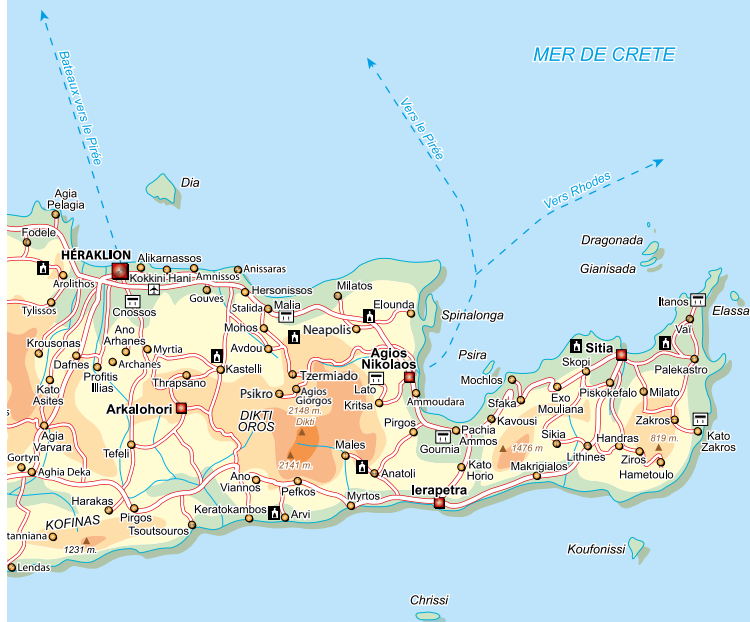 MER DE CRETE
Bateaux vers le Pirée
Vers le Pirée
Vers Rhodes
Dia
Agia
Pelagia
Fodele
HÉRAKLION
Alikarnassos
Kokkini-Hani
Amnissos
Anissaras
Arolithos
Gouves
Hersonissos
Tylissos
Cnossos
Stalida
Malia
Milatos
Elounda
Spinalonga
Dragonada
Gianisada
Itanos
Elassa
Vaï
Krousonas
Ano
Arhanes
Myrtia
Mohos
Neapolis
Avdou
Agios
Nikolaos
Psira
Sitia
Skopi
Palekastro
Dafnes
Archanes
Profitis
Illias
Kastelli
Thrapsano
Tzermiado
Lato
Mochlos
Piskokefalo
Milato
Kato
Asites
Psikro
Agios
Giorgos
Kritsa
Ammoudara
Sfaka
Exo
Mouliana
Arkalohori
DIKTI
OROS
2148 m.
Dikti
Pirgos
Kavousi
Zakros
Agia
Varvara
Pachia
Ammos
Sikia
Handras
Kato
Zakros
Tefeli
Males
Gournia
1476 m.
Lithines
819 m.
Ziros
Gortyn
Aghia Deka
2141 m.
Anatoli
Kato
Horio
Makrigialos
Hametoulo
Ano
Viannos
Pefkos
Ierapetra
Harakas
Pirgos
Keratokambos
Arvi
Myrtos
KOFINAS
Tsoutsouros
tanniana
1231 m.
Koufonissi
Lendas
Chrissi